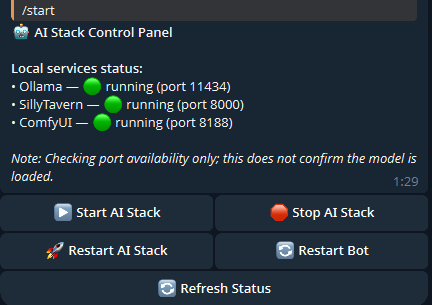 /start
🤖 AI Stack Control Panel
Local services status:
• Ollama — 🟢 running (port 11434)
• SillyTavern — 🟢 running (port 8000)
• ComfyUI — 🟢 running (port 8188)
Note: Checking port availability only; this does not confirm the model is
loaded.
1:29
▶️ Start AI Stack
🛑 Stop AI Stack
🚀 Restart AI Stack
🔄 Restart Bot
🔄 Refresh Status